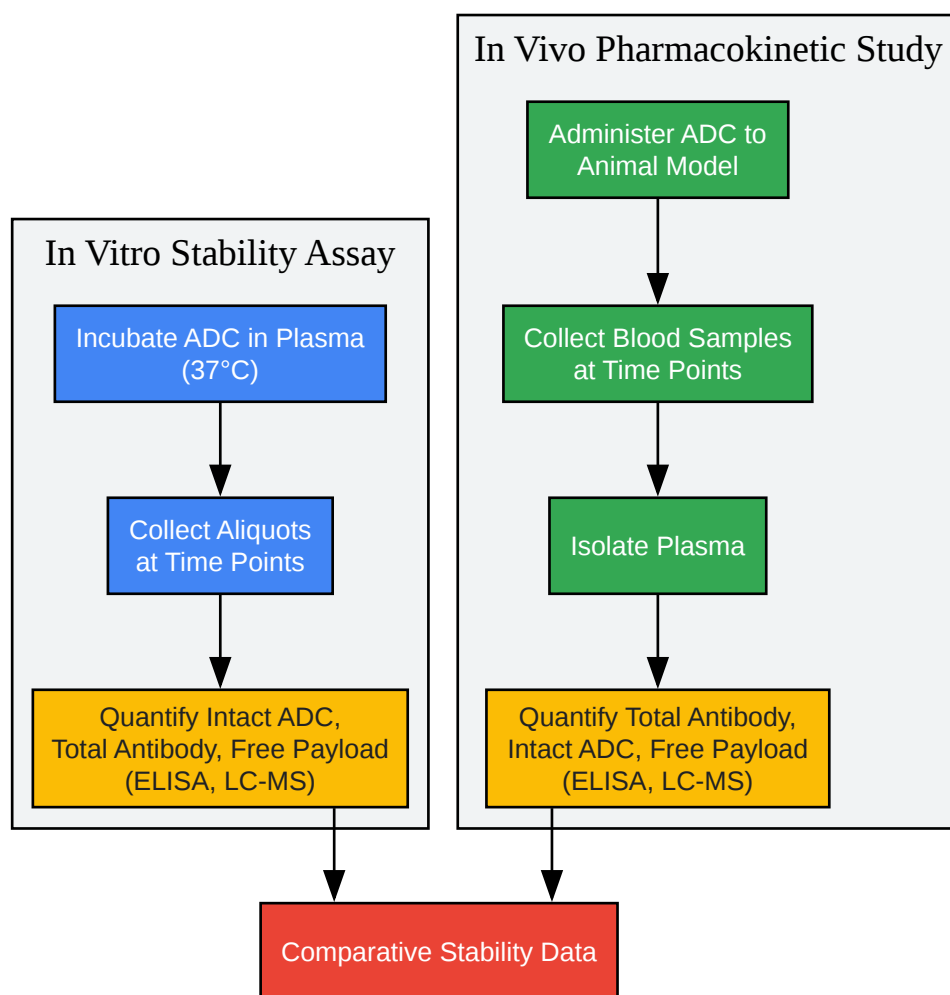 In Vitro Stability Assay
Incubate ADC in Plasma
(37°C)
Collect Aliquots
at Time Points
Quantify Intact ADC,
Total Antibody, Free Payload
(ELISA, LC-MS)
In Vivo Pharmacokinetic Study
Administer ADC to
Animal Model
Collect Blood Samples
at Time Points
Isolate Plasma
Quantify Total Antibody,
Intact ADC, Free Payload
(ELISA, LC-MS)
Comparative Stability Data